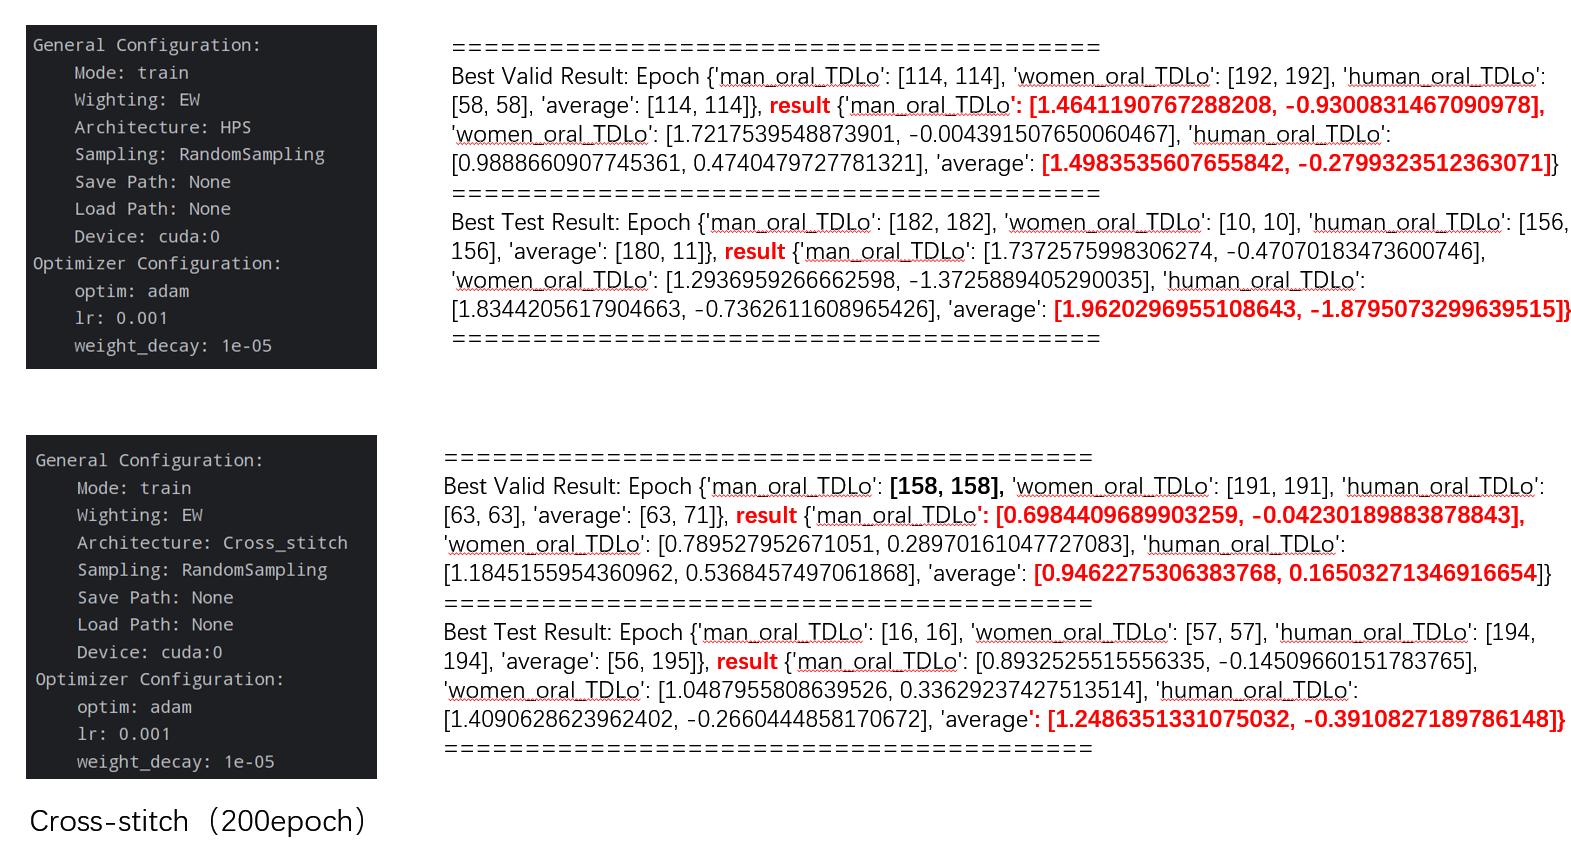 General Configuration:
Mode: train
Wighting: EW
Architecture: HPS
Sampling: RandomSampling
Save Path: None
Load Path: None
Device: cuda:0
Optimizer Configuration:
optim: adam
lr: 0.001
weight_decay: 1e-05
========================================
Best Valid Result: Epoch {'man_oral_TDLo': [114, 114], 'women_oral_TDLo': [192, 192], 'human_oral_TDLo':
[58, 58], 'average': [114, 114]}, result {'man_oral_TDLo': [1.4641190767288208, -0.9300831467090978],
'women_oral_TDLo': [1.7217539548873901, -0.004391507650060467], 'human_oral_TDLo':
[0.9888660907745361, 0.4740479727781321], 'average': [1.4983535607655842, -0.2799323512363071]}
========================================
Best Test Result: Epoch {'man_oral_TDLo': [182, 182], 'women_oral_TDLo': [10, 10], 'human_oral_TDLo': [156,
156], 'average': [180, 11]}, result {'man_oral_TDLo': [1.7372575998306274, -0.47070183473600746],
'women_oral_TDLo': [1.2936959266662598, -1.3725889405290035], 'human_oral_TDLo':
[1.8344205617904663, -0.7362611608965426], 'average': [1.9620296955108643, -1.8795073299639515]}
========================================
General Configuration:
Mode: train
Wighting: EW
Architecture: Cross_stitch
Sampling: RandomSampling
Save Path: None
Load Path: None
Device: cuda:0
Optimizer Configuration:
optim: adam
lr: 0.001
weight_decay: 1e-05
========================================
Best Valid Result: Epoch {'man_oral_TDLo': [158, 158], 'women_oral_TDLo': [191, 191], 'human_oral_TDLo':
[63, 63], 'average': [63, 71]}, result {'man_oral_TDLo': [0.6984409689903259, -0.04230189883878843],
'women_oral_TDLo': [0.789527952671051, 0.28970161047727083], 'human_oral_TDLo':
[1.1845155954360962, 0.5368457497061868], 'average': [0.9462275306383768, 0.16503271346916654]}
========================================
Best Test Result: Epoch {'man_oral_TDLo': [16, 16], 'women_oral_TDLo': [57, 57], 'human_oral_TDLo': [194,
194], 'average': [56, 195]}, result {'man_oral_TDLo': [0.8932525515556335, -0.14509660151783765],
'women_oral_TDLo': [1.0487955808639526, 0.33629237427513514], 'human_oral_TDLo':
[1.4090628623962402, -0.2660444858170672], 'average': [1.2486351331075032, -0.3910827189786148]}
========================================
Cross-stitch（200epoch）